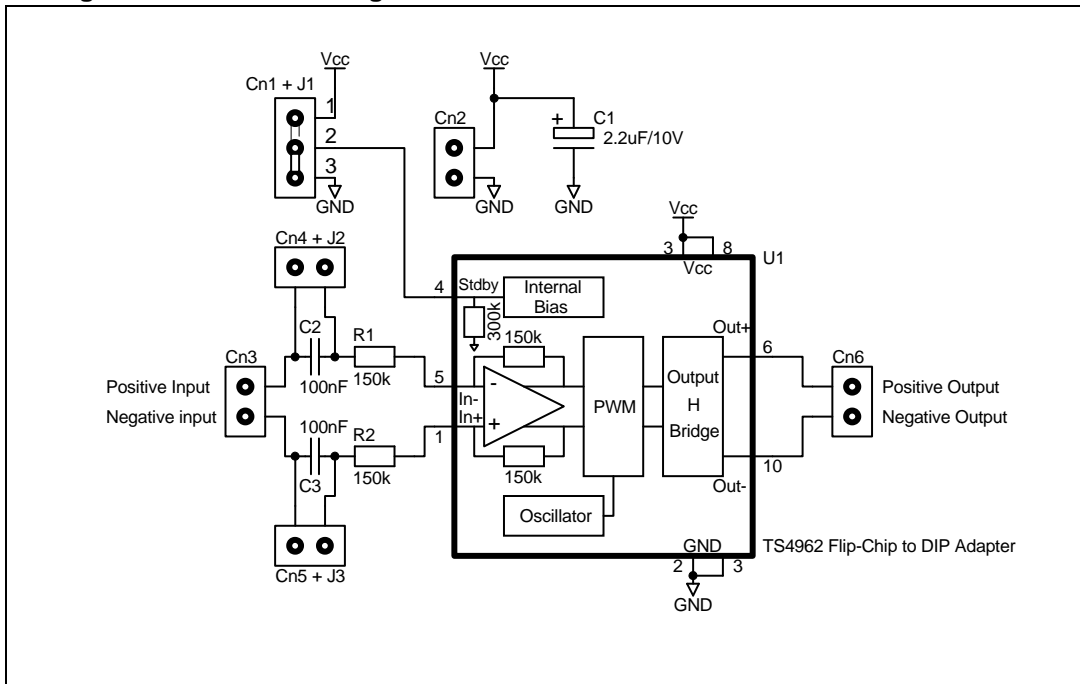 Vcc
Vcc
Cn1 + J1
1
2
3
GND
Cn2
GND
+
C1
2.2uF/10V
GND
Vcc
3
8
Vcc
U1
Cn4 + J2
4
Stdby
Internal
Bias
300k
150k
Out+
6
Cn6
C2
R1
Cn3
100nF
150k
5
-
In-
In+
+
PWM
Output
H
Bridge
Positive Input
Negative input
Positive Output
Negative Output
100nF
R2
1
C3
150k
150k
10
Out-
Oscillator
Cn5 + J3
GND
TS4962 Flip-Chip to DIP Adapter
2
3
GND